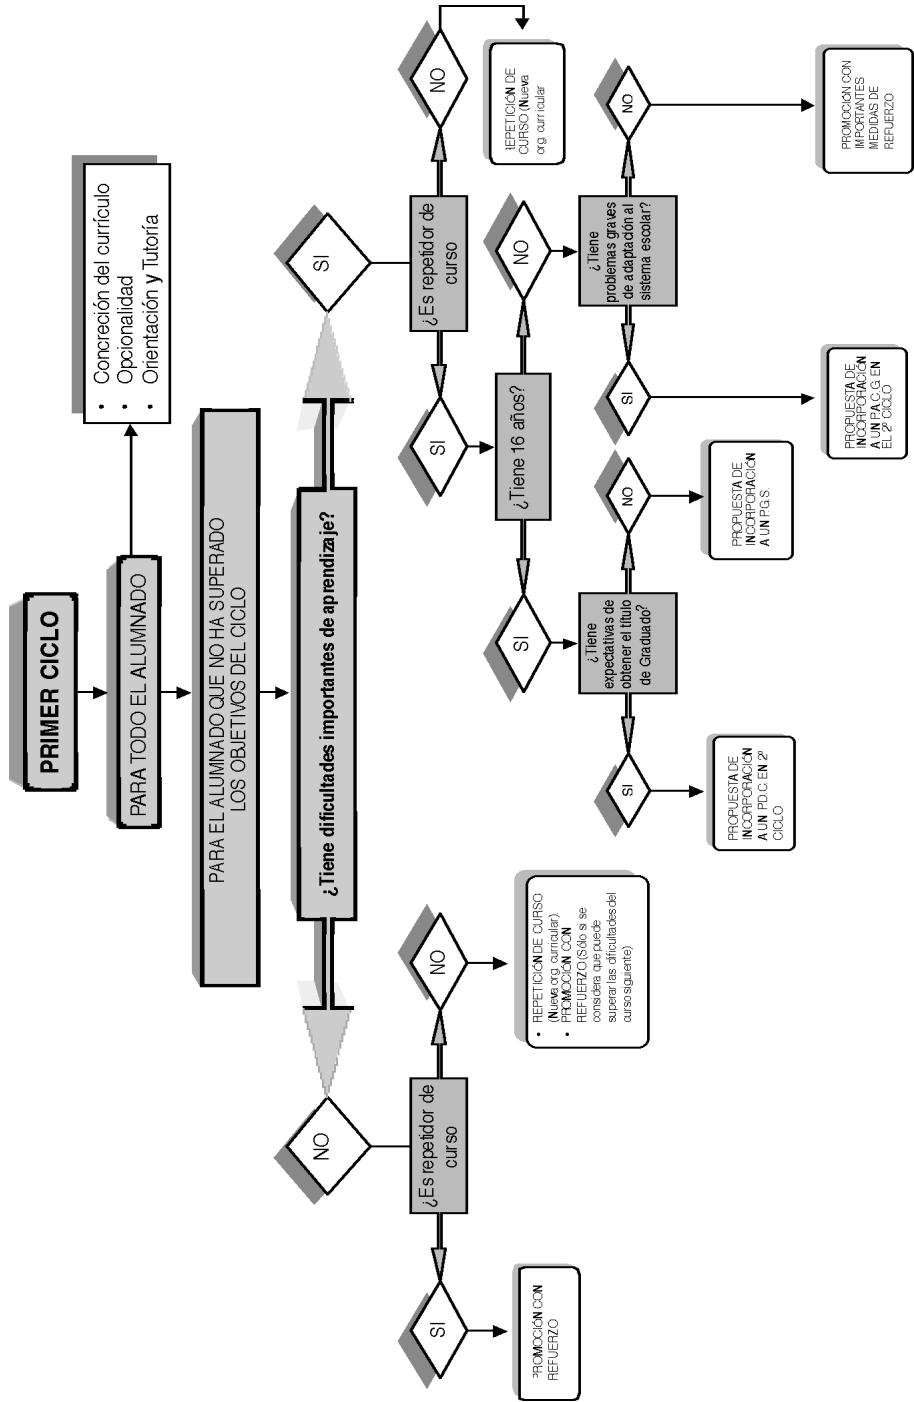 PRIMER CICLO
PARA TODO EL ALUMNADO
• Concreción del currículo
• Opcionalidad
• Orientación y Tutoría
PARA EL ALUMNADO QUE NO HA SUPERADO
LOS OBJETIVOS DEL CICLO
¿Tiene dificultades importantes de aprendizaje?
NO
SI
¿Es repetidor de
curso
¿Es repetidor de
curso
SI
NO
SI
NO
PROMOCIÓN CON
REFUERZO
• REPETICIÓN DE CURSO
(Nueva org. curricular).
• PROMOCIÓN CON
REFUERZO (Sólo si se
considera que puede
superar las dificultades del
curso siguiente)
¿Tiene 16 años?
REPETICIÓN DE
CURSO (Nueva
org. curricular
SI
NO
¿Tiene
expectativas de
obtener el título
de Graduado?
¿Tiene
problemas graves
de adaptación al
sistema escolar?
SI
NO
SI
NO
PROPUESTA DE
INCORPORACIÓN
A UN P.D.C. EN 2º
CICLO
PROPUESTA DE
INCORPORACIÓN
A UN P.G.S.
PROPUESTA DE
INCORPORACIÓN
A UN P.A.C.G. EN
EL 2º CICLO
PROMOCIÓN CON
IMPORTANTES
MEDIDAS DE
REFUERZO